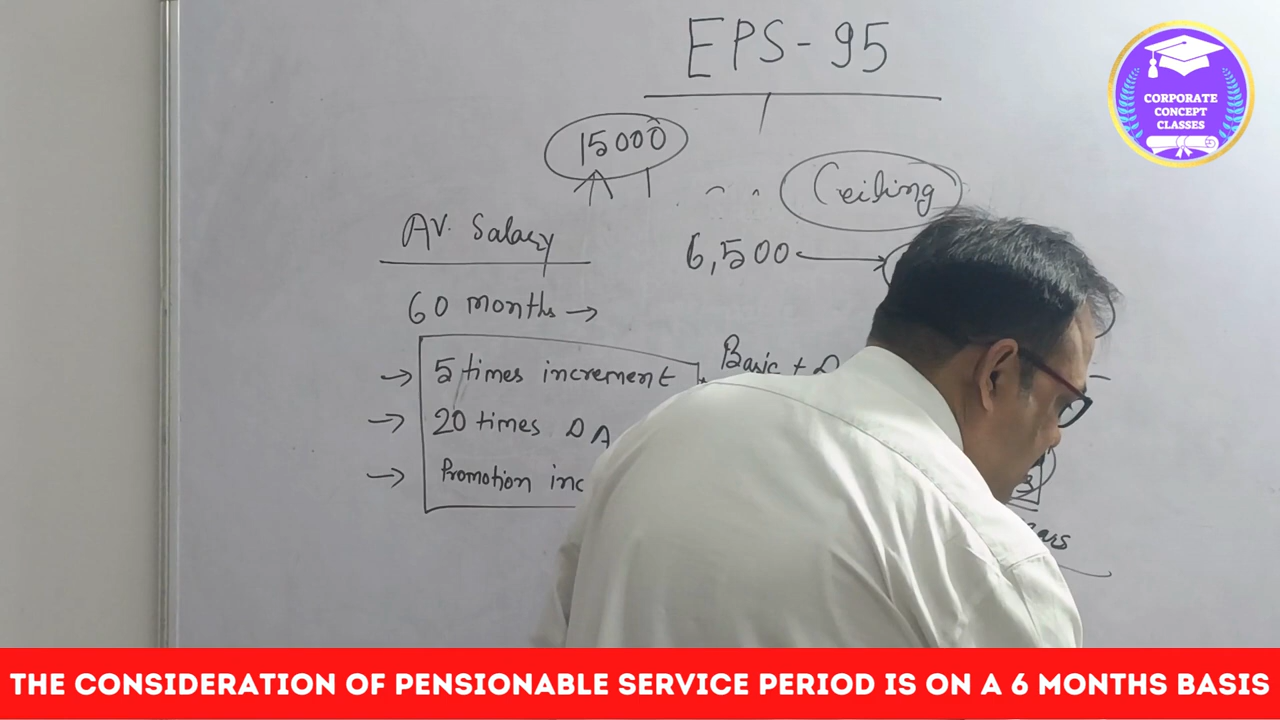 EPS-95
CORPORATE
CONCEPT
CLASSES
15000
Ceiling
AV. Salary
6,500 →
60 months →
→ 5 times increment
Basic +
→ 20 times DA
→ Promotion inc
THE CONSIDERATION OF PENSIONABLE SERVICE PERIOD IS ON A 6 MONTHS BASIS